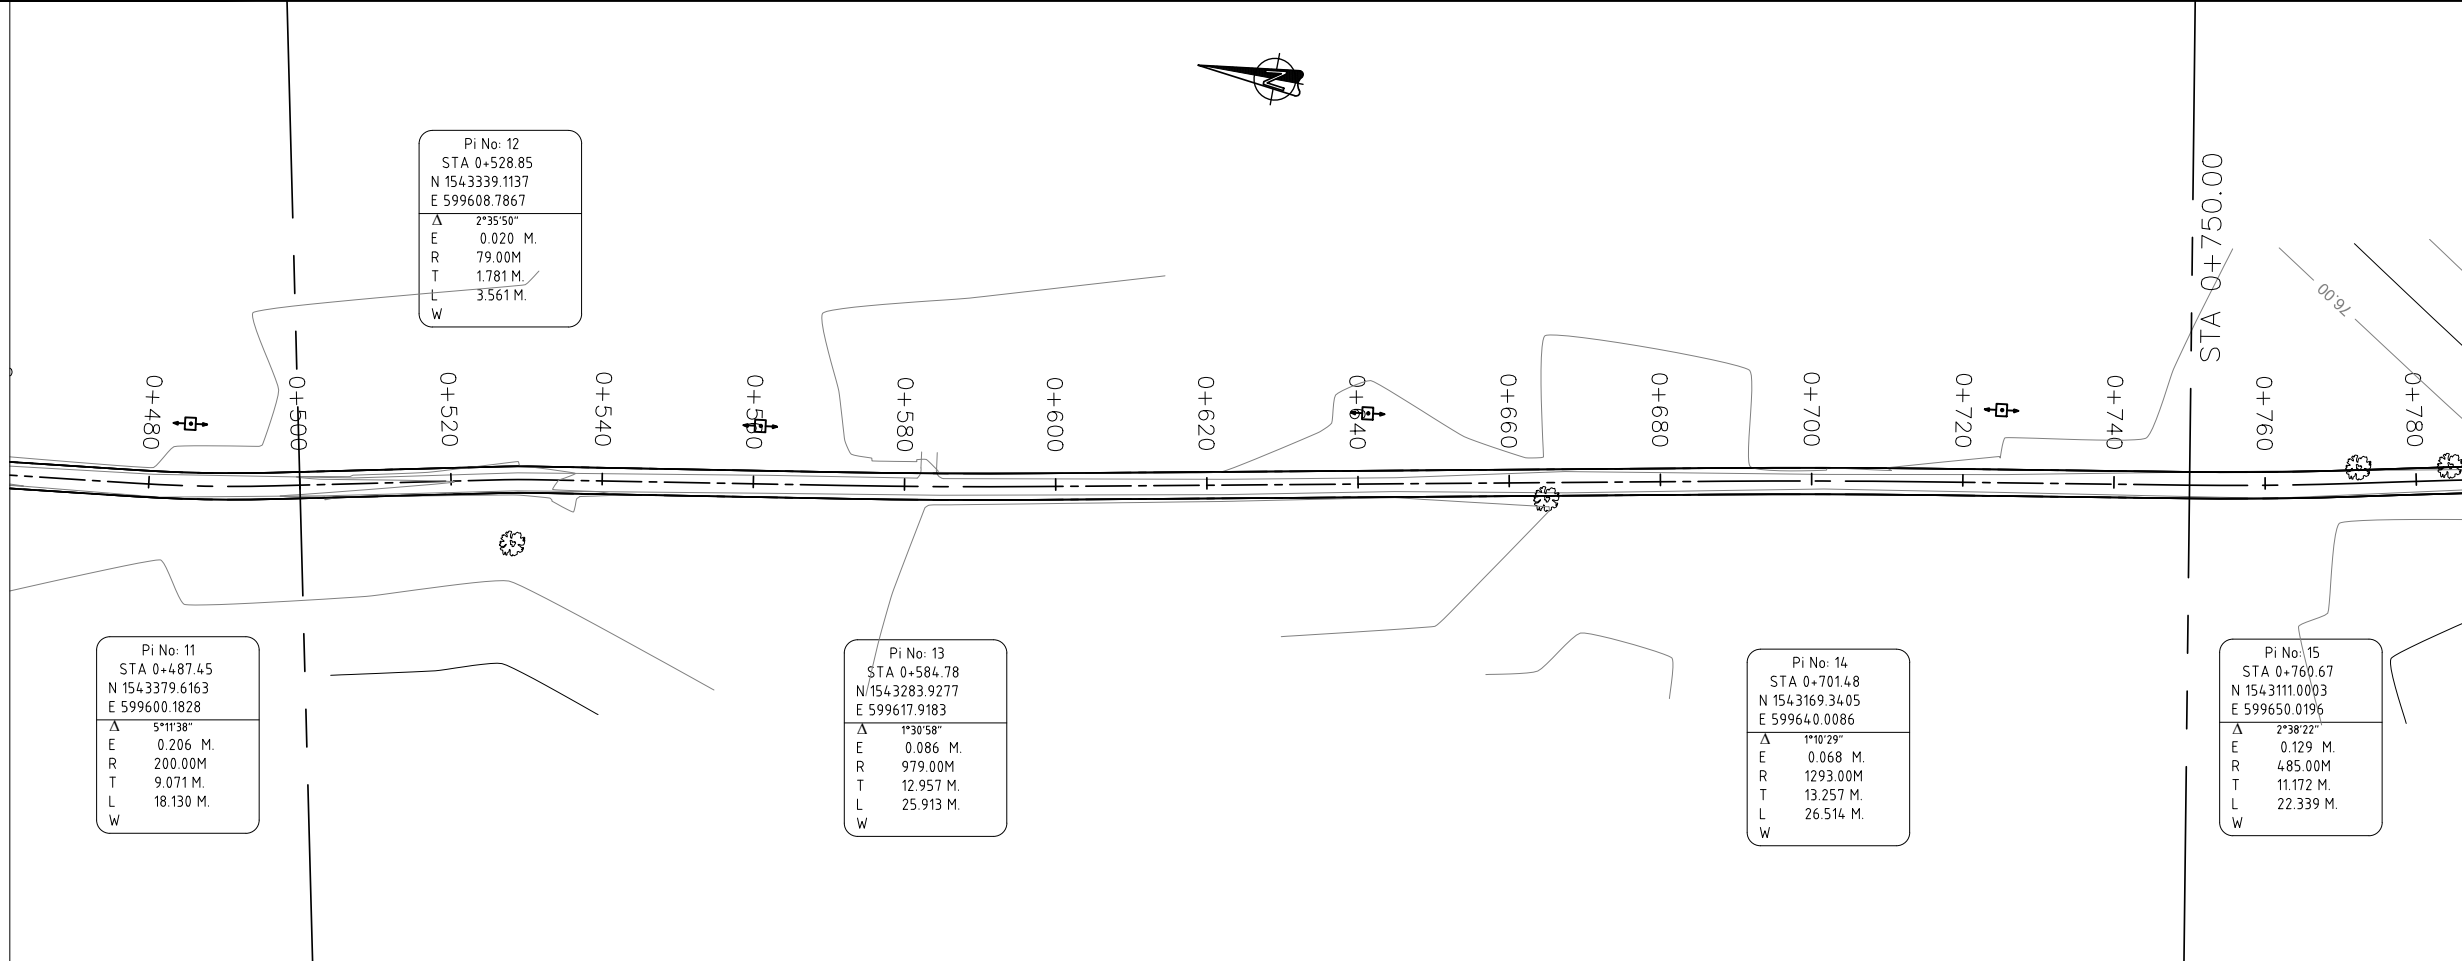 N
Pi No: 12
STA 0+528.85
N 1543339.1137
E 599608.7867
Δ 2°35'50"
E 0.020 M.
R 79.00M
T 1.781 M.
L 3.561 M.
W
STA 0+750.00
76.00
0+480
0+500
0+520
0+540
0+560
0+580
0+600
0+620
0+640
0+660
0+680
0+700
0+720
0+740
0+760
0+780
Pi No: 11
STA 0+487.45
N 1543379.6163
E 599600.1828
Δ 5°11'38"
E 0.206 M.
R 200.00M
T 9.071 M.
L 18.130 M.
W
Pi No: 13
STA 0+584.78
N 1543283.9277
E 599617.9183
Δ 1°30'58"
E 0.086 M.
R 979.00M
T 12.957 M.
L 25.913 M.
W
Pi No: 14
STA 0+701.48
N 1543169.3405
E 599640.0086
Δ 1°10'29"
E 0.068 M.
R 1293.00M
T 13.257 M.
L 26.514 M.
W
Pi No: 15
STA 0+760.67
N 1543111.0003
E 599650.0196
Δ 2°38'22"
E 0.129 M.
R 485.00M
T 11.172 M.
L 22.339 M.
W